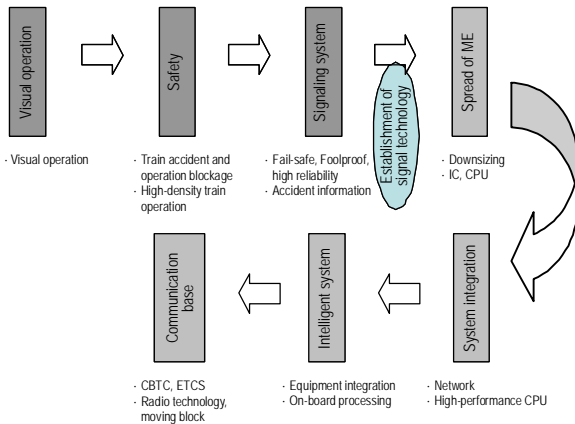 Visual operation
Safety
Signaling system
Establishment of
signal technology
Spread of ME
· Visual operation
· Train accident and
operation blockage
· High-density train
operation
· Fail-safe, Foolproof,
high reliability
· Accident information
· Downsizing
· IC, CPU
Communication
base
Intelligent system
System integration
· CBTC, ETCS
· Radio technology,
moving block
· Equipment integration
· On-board processing
· Network
· High-performance CPU